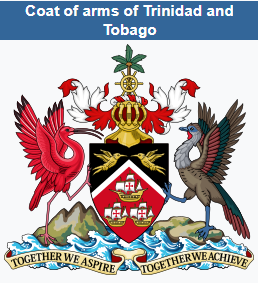 Coat of arms of Trinidad and
Tobago
TOGETHER WE ASPIRE TOGETHER WE ACHIEVE